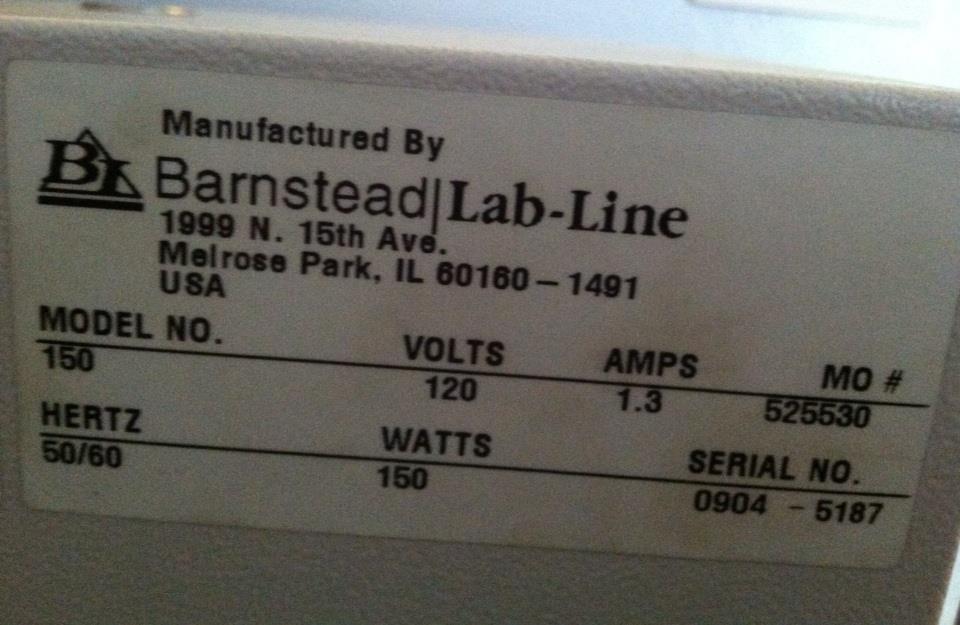 Manufactured By
BL Barnstead|Lab-Line
1999 N. 15th Ave.
Melrose Park, IL 60160-1491
USA
MODEL NO. VOLTS AMPS MO #
150 120 1.3 525530
HERTZ WATTS SERIAL NO.
50/60 150 0904 - 5187